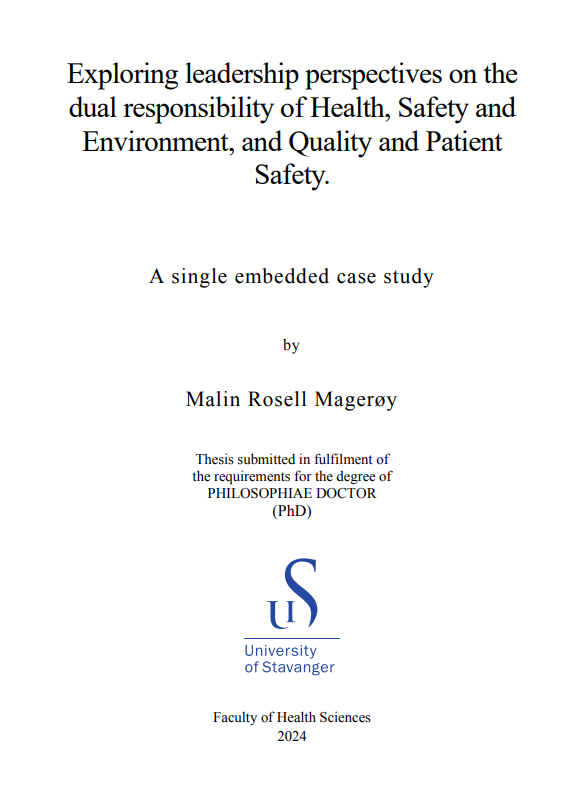 Exploring leadership perspectives on the
dual responsibility of Health, Safety and
Environment, and Quality and Patient
Safety.
A single embedded case study
by
Malin Rosell Magerøy
Thesis submitted in fulfilment of
the requirements for the degree of
PHILOSOPHIAE DOCTOR
(PhD)
UiS
University
of Stavanger
Faculty of Health Sciences
2024